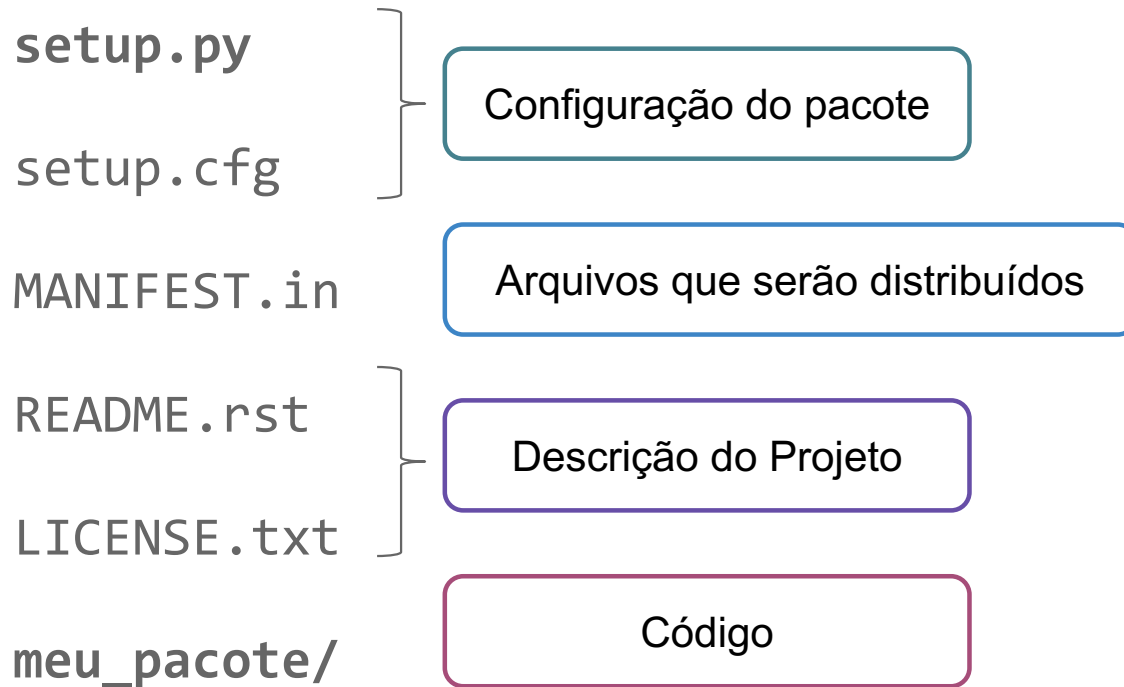 setup.py
Configuração do pacote
setup.cfg
MANIFEST.in
Arquivos que serão distribuídos
README.rst
Descrição do Projeto
LICENSE.txt
Código
meu_pacote/